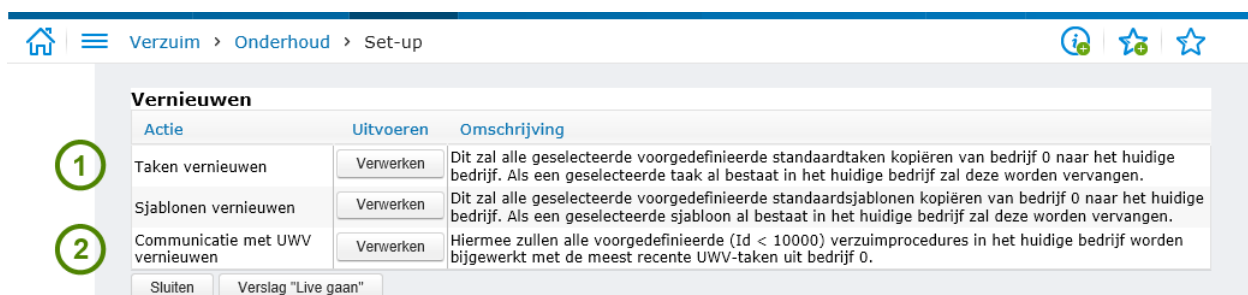 Verzuim > Onderhoud > Set-up
Vernieuwen
Actie Uitvoeren Omschrijving
1
Taken vernieuwen Verwerken Dit zal alle geselecteerde voorgedefinieerde standaardtaken kopiëren van bedrijf 0 naar het huidige
bedrijf. Als een geselecteerde taak al bestaat in het huidige bedrijf zal deze worden vervangen.
Sjablonen vernieuwen Verwerken Dit zal alle geselecteerde voorgedefinieerde standaardsjablonen kopiëren van bedrijf 0 naar het huidige
bedrijf. Als een geselecteerde sjabloon al bestaat in het huidige bedrijf zal deze worden vervangen.
2
Communicatie met UWV
vernieuwen
Verwerken
Hiermee zullen alle voorgedefinieerde (Id < 10000) verzuimprocedures in het huidige bedrijf worden
bijgewerkt met de meest recente UWV-taken uit bedrijf 0.
Sluiten Verslag "Live gaan"